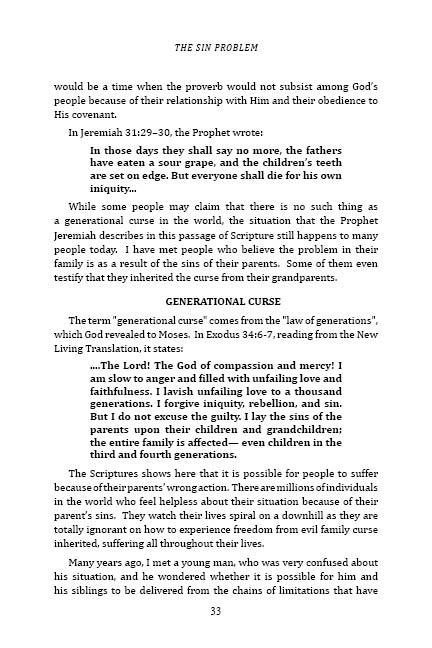 THE SIN PROBLEM
would be a time when the proverb would not subsist among God's
people because of their relationship with Him and their obedience to
His covenant.
In Jeremiah 31:29–30, the Prophet wrote:
In those days they shall say no more, the fathers
have eaten a sour grape, and the children's teeth
are set on edge. But everyone shall die for his own
iniquity...
While some people may claim that there is no such thing as
a generational curse in the world, the situation that the Prophet
Jeremiah describes in this passage of Scripture still happens to many
people today. I have met people who believe the problem in their
family is as a result of the sins of their parents. Some of them even
testify that they inherited the curse from their grandparents.
GENERATIONAL CURSE
The term "generational curse" comes from the "law of generations",
which God revealed to Moses. In Exodus 34:6-7, reading from the New
Living Translation, it states:
....The Lord! The God of compassion and mercy! I
am slow to anger and filled with unfailing love and
faithfulness. I lavish unfailing love to a thousand
generations. I forgive iniquity, rebellion, and sin.
But I do not excuse the guilty. I lay the sins of the
parents upon their children and grandchildren;
the entire family is affected— even children in the
third and fourth generations.
The Scriptures shows here that it is possible for people to suffer
because of their parents' wrong action. There are millions of individuals
in the world who feel helpless about their situation because of their
parent's sins. They watch their lives spiral on a downhill as they are
totally ignorant on how to experience freedom from evil family curse
inherited, suffering all throughout their lives.
Many years ago, I met a young man, who was very confused about
his situation, and he wondered whether it is possible for him and
his siblings to be delivered from the chains of limitations that have
33